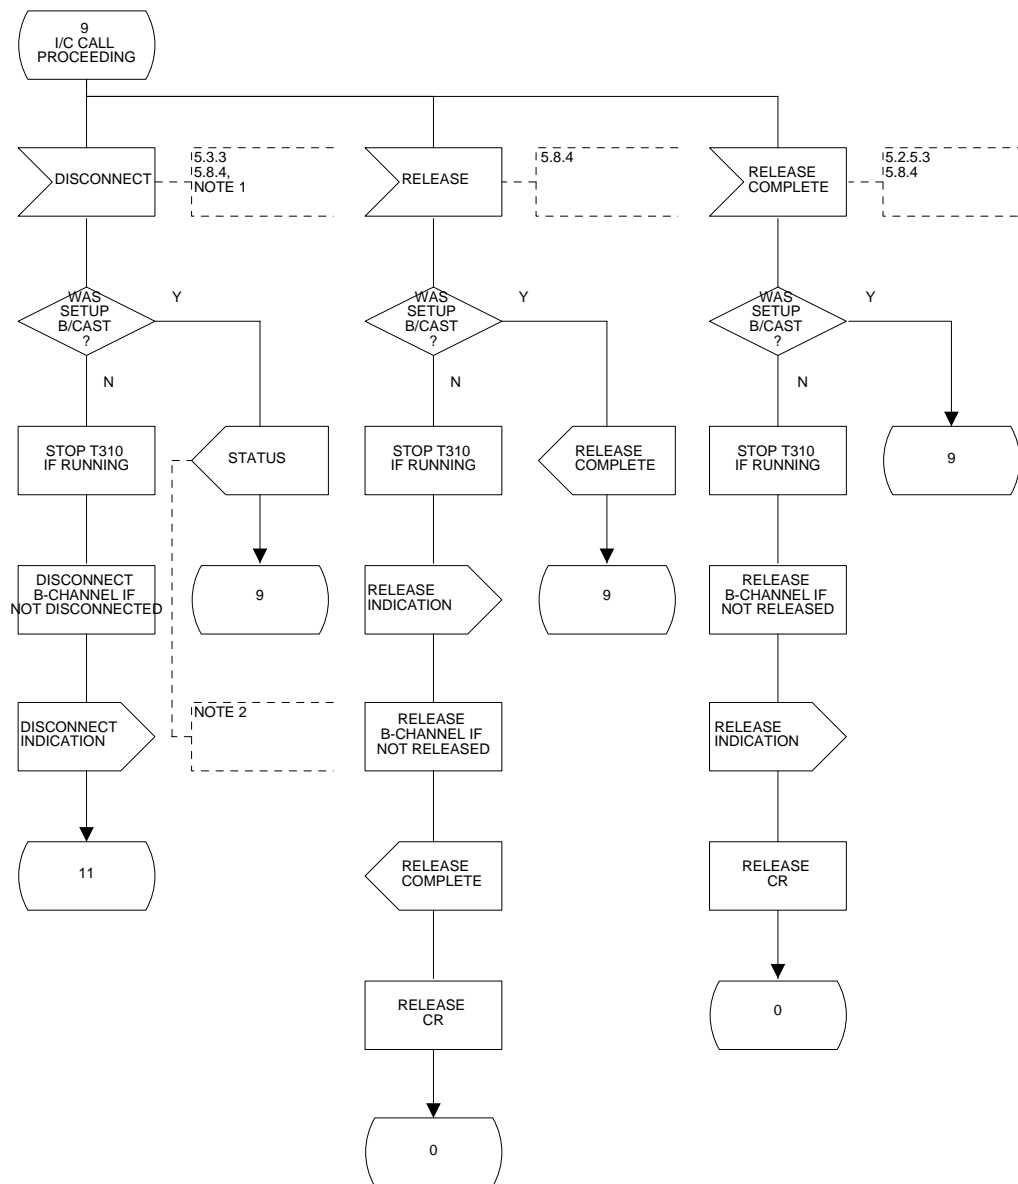 9
I/C CALL
PROCEEDING
DISCONNECT
5.3.3
5.8.4,
NOTE 1
RELEASE
5.8.4
RELEASE
COMPLETE
5.2.5.3
5.8.4
WAS
SETUP
B/CAST
?
Y
N
WAS
SETUP
B/CAST
?
Y
N
WAS
SETUP
B/CAST
?
Y
N
STOP T310
IF RUNNING
STATUS
STOP T310
IF RUNNING
RELEASE
COMPLETE
STOP T310
IF RUNNING
9
DISCONNECT
B-CHANNEL IF
NOT DISCONNECTED
9
RELEASE
INDICATION
9
RELEASE
B-CHANNEL IF
NOT RELEASED
DISCONNECT
INDICATION
NOTE 2
RELEASE
B-CHANNEL IF
NOT RELEASED
RELEASE
INDICATION
11
RELEASE
COMPLETE
RELEASE
CR
RELEASE
CR
0
0